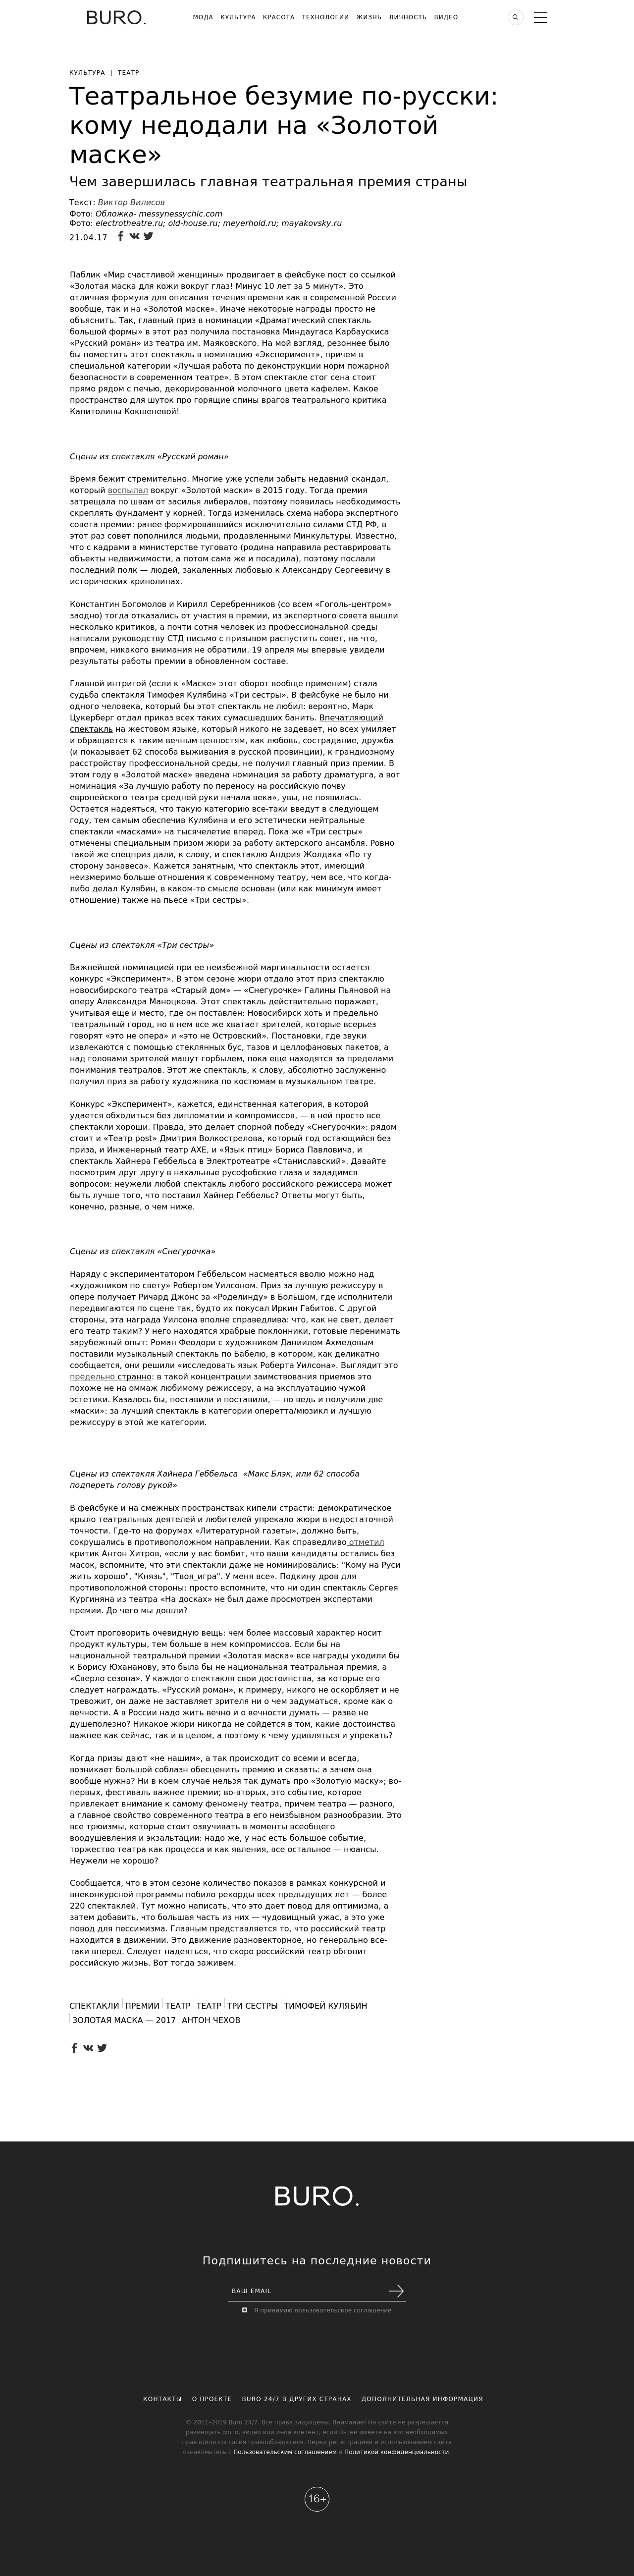 BURO.
МОДА КУЛЬТУРА КРАСОТА ТЕХНОЛОГИИ ЖИЗНЬ ЛИЧНОСТЬ ВИДЕО
КУЛЬТУРА | ТЕАТР
Театральное безумие по-русски:
кому недодали на «Золотой
маске»
Чем завершилась главная театральная премия страны
Текст: Виктор Вилисов
Фото: Обложка- messynessychic.com
Фото: electrotheatre.ru; old-house.ru; meyerhold.ru; mayakovsky.ru
21.04.17
Паблик «Мир счастливой женщины» продвигает в фейсбуке пост со ссылкой
«Золотая маска для кожи вокруг глаз! Минус 10 лет за 5 минут». Это
отличная формула для описания течения времени как в современной России
вообще, так и на «Золотой маске». Иначе некоторые награды просто не
объяснить. Так, главный приз в номинации «Драматический спектакль
большой формы» в этот раз получила постановка Миндаугаса Карбаускиса
«Русский роман» из театра им. Маяковского. На мой взгляд, резоннее было
бы поместить этот спектакль в номинацию «Эксперимент», причем в
специальной категории «Лучшая работа по деконструкции норм пожарной
безопасности в современном театре». В этом спектакле стог сена стоит
прямо рядом с печью, декорированной молочного цвета кафелем. Какое
пространство для шуток про горящие спины врагов театрального критика
Капитолины Кокшеневой!
Сцены из спектакля «Русский роман»
Время бежит стремительно. Многие уже успели забыть недавний скандал,
который воспылал вокруг «Золотой маски» в 2015 году. Тогда премия
затрещала по швам от засилья либералов, поэтому появилась необходимость
скреплять фундамент у корней. Тогда изменилась схема набора экспертного
совета премии: ранее формировавшийся исключительно силами СТД РФ, в
этот раз совет пополнился людьми, продавленными Минкультуры. Известно,
что с кадрами в министерстве туговато (родина направила реставрировать
объекты недвижимости, а потом сама же и посадила), поэтому послали
последний полк — людей, закаленных любовью к Александру Сергеевичу в
исторических кринолинах.
Константин Богомолов и Кирилл Серебренников (со всем «Гоголь-центром»
заодно) тогда отказались от участия в премии, из экспертного совета вышли
несколько критиков, а почти сотня человек из профессиональной среды
написали руководству СТД письмо с призывом распустить совет, на что,
впрочем, никакого внимания не обратили. 19 апреля мы впервые увидели
результаты работы премии в обновленном составе.
Главной интригой (если к «Маске» этот оборот вообще применим) стала
судьба спектакля Тимофея Кулябина «Три сестры». В фейсбуке не было ни
одного человека, который бы этот спектакль не любил: вероятно, Марк
Цукерберг отдал приказ всех таких сумасшедших банить. Впечатляющий
спектакль на жестовом языке, который никого не задевает, но всех умиляет
и обращается к таким вечным ценностям, как любовь, сострадание, дружба
(и показывает 62 способа выживания в русской провинции), к грандиозному
расстройству профессиональной среды, не получил главный приз премии. В
этом году в «Золотой маске» введена номинация за работу драматурга, а вот
номинация «За лучшую работу по переносу на российскую почву
европейского театра средней руки начала века», увы, не появилась.
Остается надеяться, что такую категорию все-таки введут в следующем
году, тем самым обеспечив Кулябина и его эстетически нейтральные
спектакли «масками» на тысячелетие вперед. Пока же «Три сестры»
отмечены специальным призом жюри за работу актерского ансамбля. Ровно
такой же спецприз дали, к слову, и спектаклю Андрия Жолдака «По ту
сторону занавеса». Кажется занятным, что спектакль этот, имеющий
неизмеримо больше отношения к современному театру, чем все, что когда-
либо делал Кулябин, в каком-то смысле основан (или как минимум имеет
отношение) также на пьесе «Три сестры».
Сцены из спектакля «Три сестры»
Важнейшей номинацией при ее неизбежной маргинальности остается
конкурс «Эксперимент». В этом сезоне жюри отдало этот приз спектаклю
новосибирского театра «Старый дом» — «Снегурочке» Галины Пьяновой на
оперу Александра Маноцкова. Этот спектакль действительно поражает,
учитывая еще и место, где он поставлен: Новосибирск хоть и предельно
театральный город, но в нем все же хватает зрителей, которые всерьез
говорят «это не опера» и «это не Островский». Постановки, где звуки
извлекаются с помощью стеклянных бус, тазов и целлофановых пакетов, а
над головами зрителей машут горбылем, пока еще находятся за пределами
понимания театралов. Этот же спектакль, к слову, абсолютно заслуженно
получил приз за работу художника по костюмам в музыкальном театре.
Конкурс «Эксперимент», кажется, единственная категория, в которой
удается обходиться без дипломатии и компромиссов, — в ней просто все
спектакли хороши. Правда, это делает спорной победу «Снегурочки»: рядом
стоит и «Театр post» Дмитрия Волкострелова, который год остающийся без
приза, и Инженерный театр АХЕ, и «Язык птиц» Бориса Павловича, и
спектакль Хайнера Геббельса в Электротеатре «Станиславский». Давайте
посмотрим друг другу в нахальные русофобские глаза и зададимся
вопросом: неужели любой спектакль любого российского режиссера может
быть лучше того, что поставил Хайнер Геббельс? Ответы могут быть,
конечно, разные, о чем ниже.
Сцены из спектакля «Снегурочка»
Наряду с экспериментатором Геббельсом насмеяться вволю можно над
«художником по свету» Робертом Уилсоном. Приз за лучшую режиссуру в
опере получает Ричард Джонс за «Роделинду» в Большом, где исполнители
передвигаются по сцене так, будто их покусал Иркин Габитов. С другой
стороны, эта награда Уилсона вполне справедлива: что, как не свет, делает
его театр таким? У него находятся храбрые поклонники, готовые перенимать
зарубежный опыт: Роман Феодори с художником Даниилом Ахмедовым
поставили музыкальный спектакль по Бабелю, в котором, как деликатно
сообщается, они решили «исследовать язык Роберта Уилсона». Выглядит это
предельно странно: в такой концентрации заимствования приемов это
похоже не на оммаж любимому режиссеру, а на эксплуатацию чужой
эстетики. Казалось бы, поставили и поставили, — но ведь и получили две
«маски»: за лучший спектакль в категории оперетта/мюзикл и лучшую
режиссуру в этой же категории.
Сцены из спектакля Хайнера Геббельса «Макс Блэк, или 62 способа
подпереть голову рукой»
В фейсбуке и на смежных пространствах кипели страсти: демократическое
крыло театральных деятелей и любителей упрекало жюри в недостаточной
точности. Где-то на форумах «Литературной газеты», должно быть,
сокрушались в противоположном направлении. Как справедливо отметил
критик Антон Хитров, «если у вас бомбит, что ваши кандидаты остались без
масок, вспомните, что эти спектакли даже не номинировались: "Кому на Руси
жить хорошо", "Князь", "Твоя_игра". У меня все». Подкину дров для
противоположной стороны: просто вспомните, что ни один спектакль Сергея
Кургиняна из театра «На досках» не был даже просмотрен экспертами
премии. До чего мы дошли?
Стоит проговорить очевидную вещь: чем более массовый характер носит
продукт культуры, тем больше в нем компромиссов. Если бы на
национальной театральной премии «Золотая маска» все награды уходили бы
к Борису Юхананову, это была бы не национальная театральная премия, а
«Сверло сезона». У каждого спектакля свои достоинства, за которые его
следует награждать. «Русский роман», к примеру, никого не оскорбляет и не
тревожит, он даже не заставляет зрителя ни о чем задуматься, кроме как о
вечности. А в России надо жить вечно и о вечности думать — разве не
душеполезно? Никакое жюри никогда не сойдется в том, какие достоинства
важнее как сейчас, так и в целом, а поэтому к чему удивляться и упрекать?
Когда призы дают «не нашим», а так происходит со всеми и всегда,
возникает большой соблазн обесценить премию и сказать: а зачем она
вообще нужна? Ни в коем случае нельзя так думать про «Золотую маску»; во-
первых, фестиваль важнее премии; во-вторых, это событие, которое
привлекает внимание к самому феномену театра, причем театра — разного,
а главное свойство современного театра в его неизбывном разнообразии. Это
все трюизмы, которые стоит озвучивать в моменты всеобщего
воодушевления и экзальтации: надо же, у нас есть большое событие,
торжество театра как процесса и как явления, все остальное — нюансы.
Неужели не хорошо?
Сообщается, что в этом сезоне количество показов в рамках конкурсной и
внеконкурсной программы побило рекорды всех предыдущих лет — более
220 спектаклей. Тут можно написать, что это дает повод для оптимизма, а
затем добавить, что большая часть из них — чудовищный ужас, а это уже
повод для пессимизма. Главным представляется то, что российский театр
находится в движении. Это движение разновекторное, но генерально все-
таки вперед. Следует надеяться, что скоро российский театр обгонит
российскую жизнь. Вот тогда заживем.
СПЕКТАКЛИ ПРЕМИИ ТЕАТР ТЕАТР ТРИ СЕСТРЫ ТИМОФЕЙ КУЛЯБИН
ЗОЛОТАЯ МАСКА — 2017 АНТОН ЧЕХОВ
BURO.
Подпишитесь на последние новости
ВАШ EMAIL
Я принимаю пользовательское соглашение
КОНТАКТЫ О ПРОЕКТЕ BURO 24/7 В ДРУГИХ СТРАНАХ ДОПОЛНИТЕЛЬНАЯ ИНФОРМАЦИЯ
© 2011–2019 Buro 24/7. Все права защищены. Внимание! На сайте не разрешается
размещать фото, видео или иной контент, если Вы не имеете на это необходимых
прав и/или согласия правообладателя. Перед регистрацией и использованием сайта
ознакомьтесь с Пользовательским соглашением и Политикой конфиденциальности.
16+